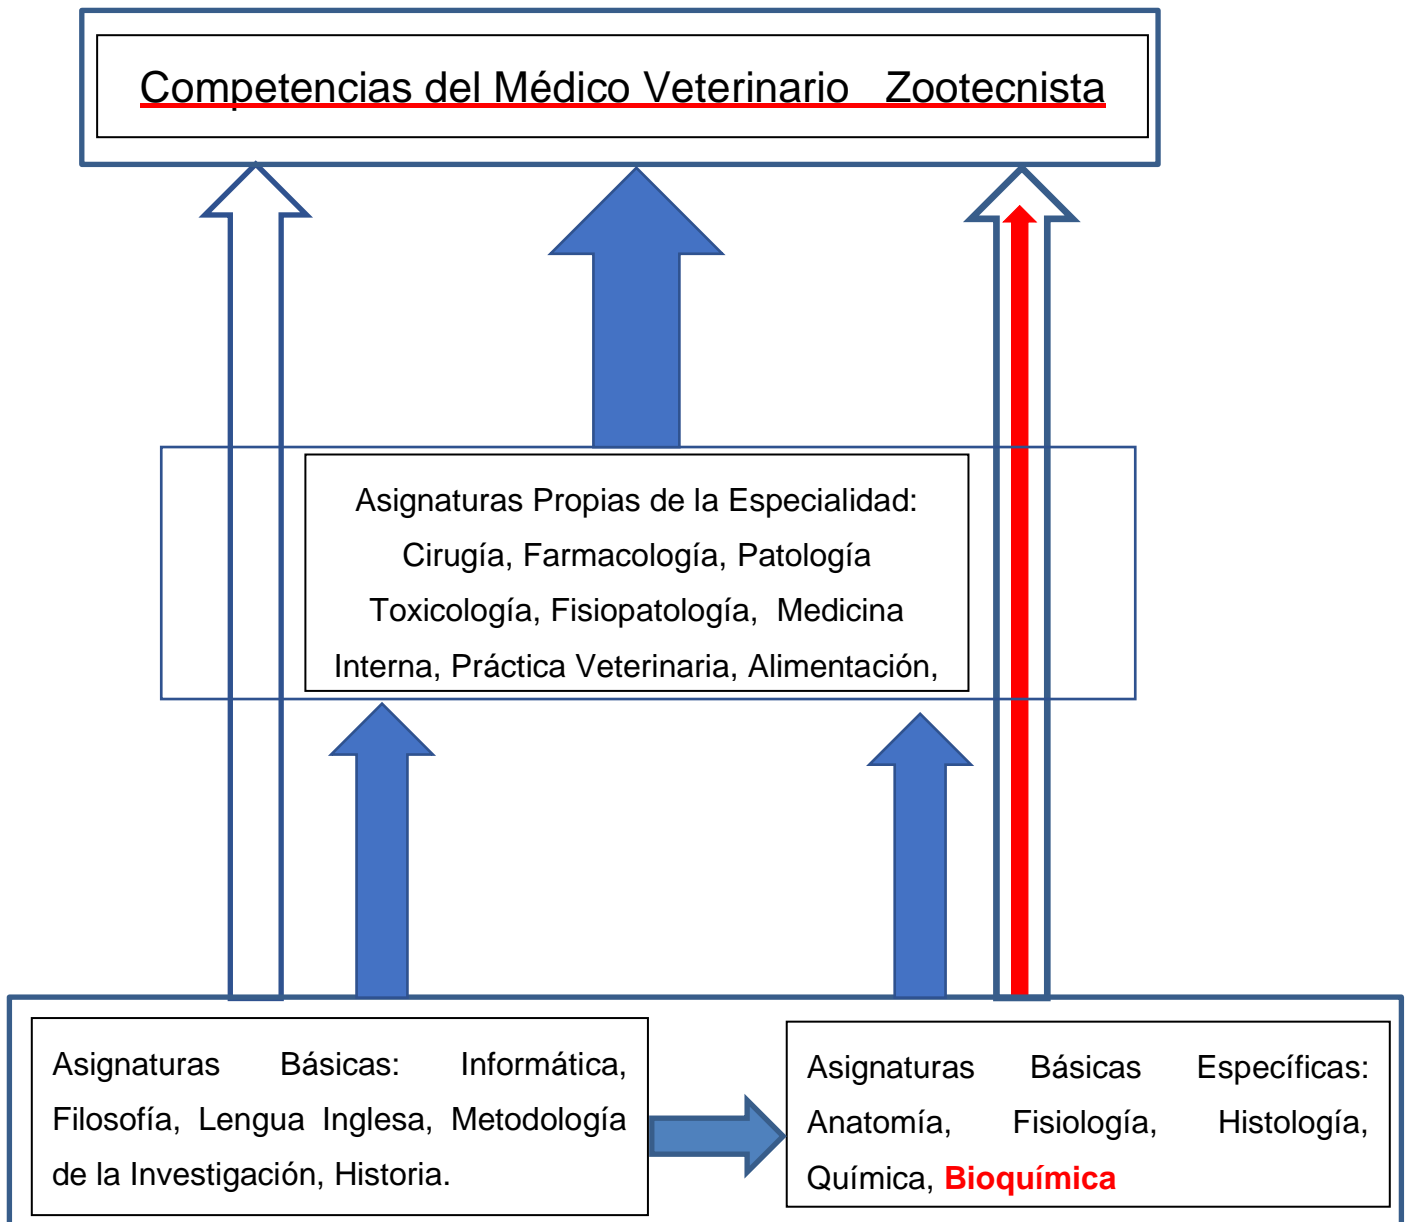 Competencias del Médico Veterinario Zootecnista
Asignaturas Propias de la Especialidad:
Cirugía, Farmacología, Patología
Toxicología, Fisiopatología, Medicina
Interna, Práctica Veterinaria, Alimentación,
Asignaturas Básicas: Informática,
Filosofía, Lengua Inglesa, Metodología
de la Investigación, Historia.
Asignaturas Básicas Específicas:
Anatomía, Fisiología, Histología,
Química, Bioquímica